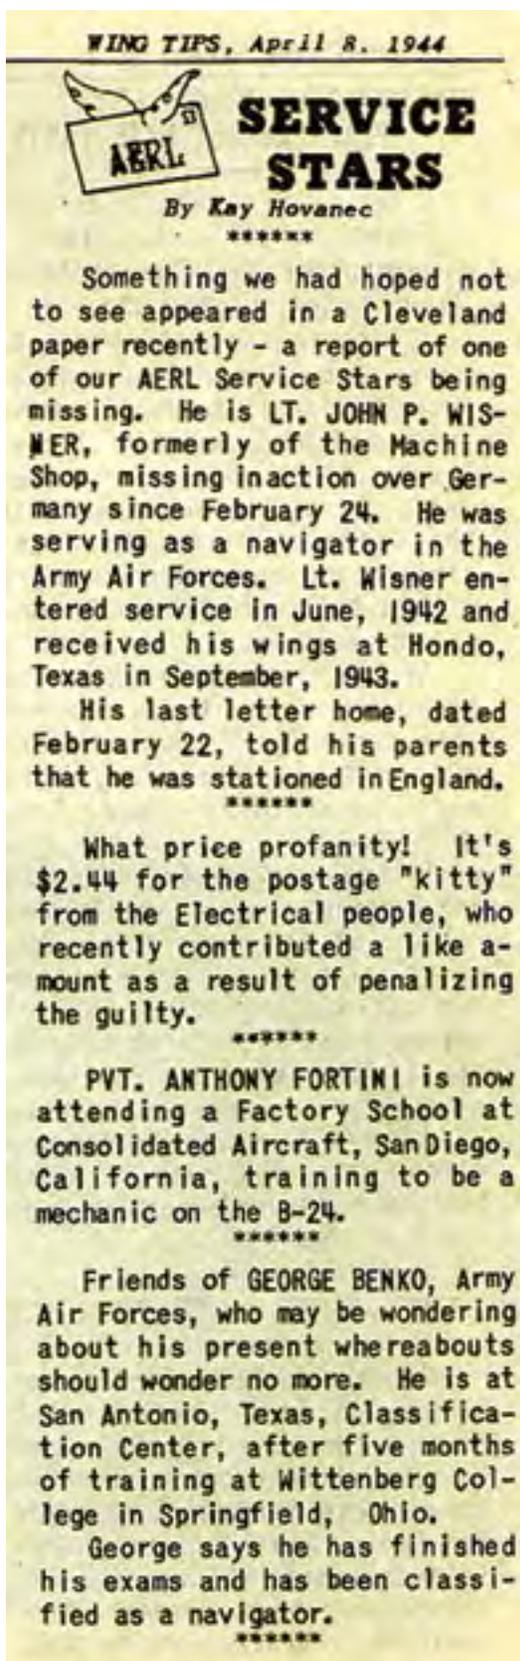 WING TIPS, April 8, 1944
AERL
SERVICE
STARS
By Kay Hovanec
******
Something we had hoped not
to see appeared in a Cleveland
paper recently - a report of one
of our AERL Service Stars being
missing. He is LT. JOHN P. WIS-
NER, formerly of the Machine
Shop, missing inaction over Ger-
many since February 24. He was
serving as a navigator in the
Army Air Forces. Lt. Wisner en-
tered service in June, 1942 and
received his wings at Hondo,
Texas in September, 1943.
His last letter home, dated
February 22, told his parents
that he was stationed in England.
******
What price profanity! It's
$2.44 for the postage "kitty"
from the Electrical people, who
recently contributed a like a-
mount as a result of penalizing
the guilty.
******
PVT. ANTHONY FORTINI is now
attending a Factory School at
Consolidated Aircraft, San Diego,
California, training to be a
mechanic on the B-24.
******
Friends of GEORGE BENKO, Army
Air Forces, who may be wondering
about his present whereabouts
should wonder no more. He is at
San Antonio, Texas, Classifica-
tion Center, after five months
of training at Wittenberg Col-
lege in Springfield, Ohio.
George says he has finished
his exams and has been classi-
fied as a navigator.
******